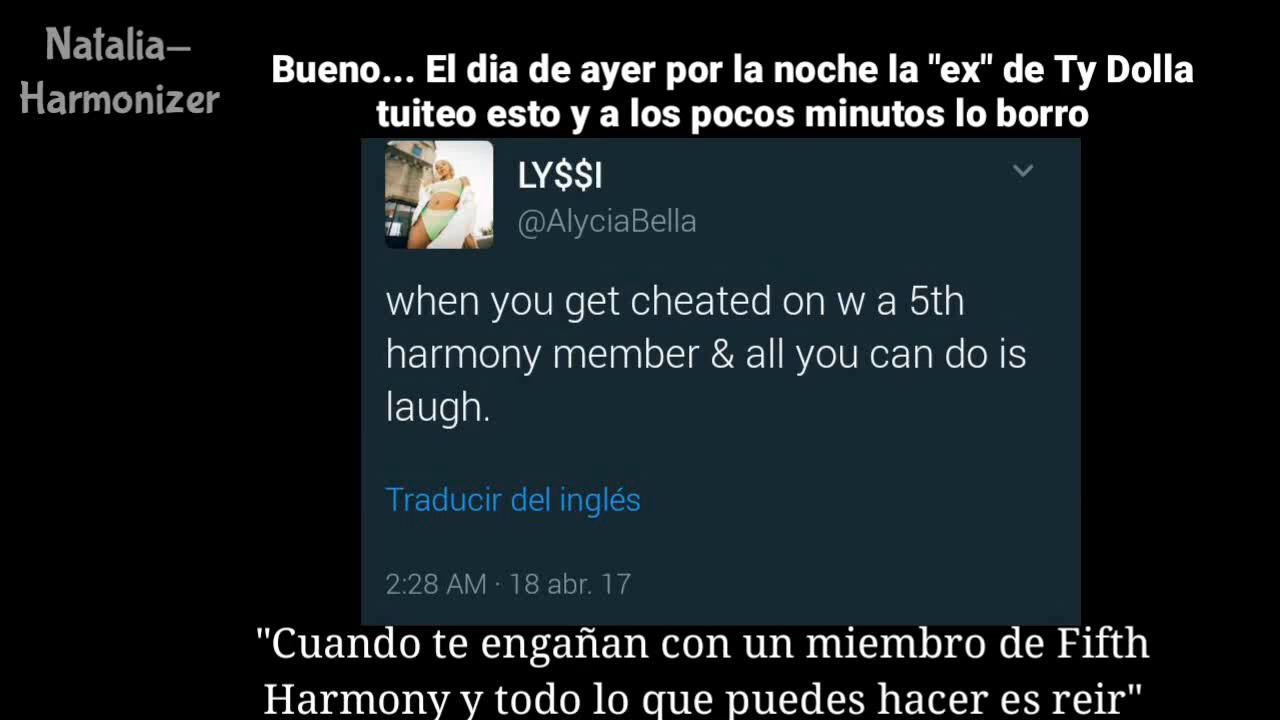 Natalia–
Harmonizer
Bueno... El dia de ayer por la noche la "ex" de Ty Dolla
tuiteo esto y a los pocos minutos lo borro
LY$$I
@AlyciaBella
when you get cheated on w a 5th
harmony member & all you can do is
laugh.
Traducir del inglés
2:28 AM · 18 abr. 17
"Cuando te engañan con un miembro de Fifth
Harmony y todo lo que puedes hacer es reir"